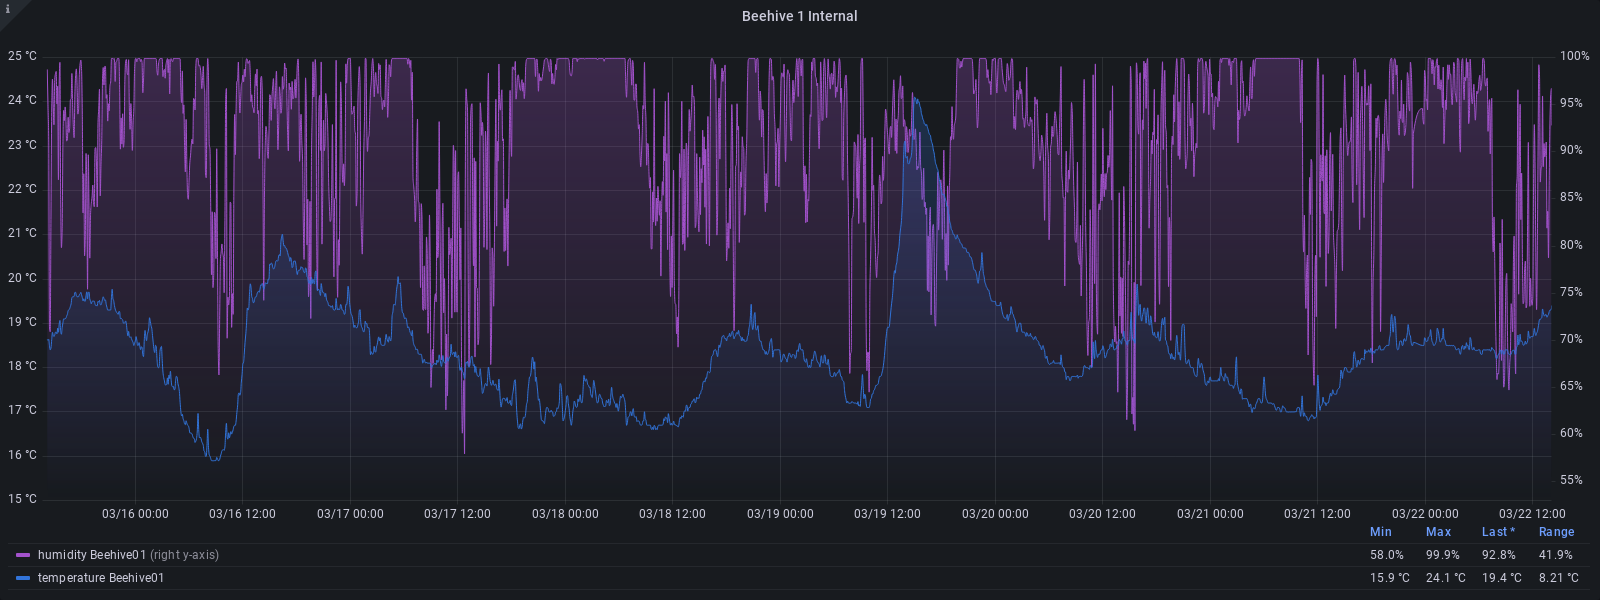 i
Beehive 1 Internal
25 °C 100%
24 °C 95%
23 °C 90%
22 °C 85%
21 °C 80%
20 °C 75%
19 °C 70%
18 °C 65%
17 °C 60%
16 °C 55%
15 °C
03/16 00:00 03/16 12:00 03/17 00:00 03/17 12:00 03/18 00:00 03/18 12:00 03/19 00:00 03/19 12:00 03/20 00:00 03/20 12:00 03/21 00:00 03/21 12:00 03/22 00:00 03/22 12:00
Min Max Last * Range
humidity Beehive01 (right y-axis) 58.0% 99.9% 92.8% 41.9%
temperature Beehive01 15.9 °C 24.1 °C 19.4 °C 8.21 °C